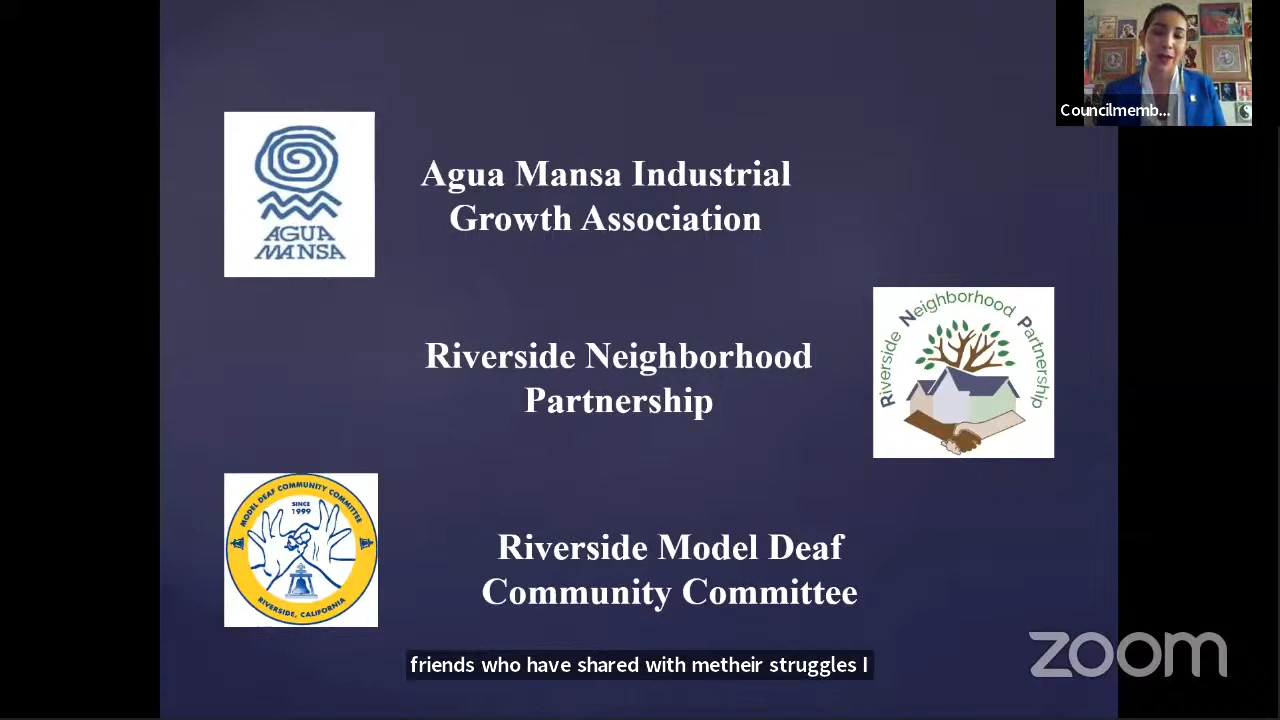 Councilmemb...
Agua Mansa Industrial
Growth Association
AGUA
MANSA
Riverside Neighborhood
Partnership
Riverside Neighborhood Partnership
MODEL DEAF COMMUNITY COMMITTEE
SINCE
1999
RIVERSIDE, CALIFORNIA
Riverside Model Deaf
Community Committee
friends who have shared with metheir struggles I
zoom